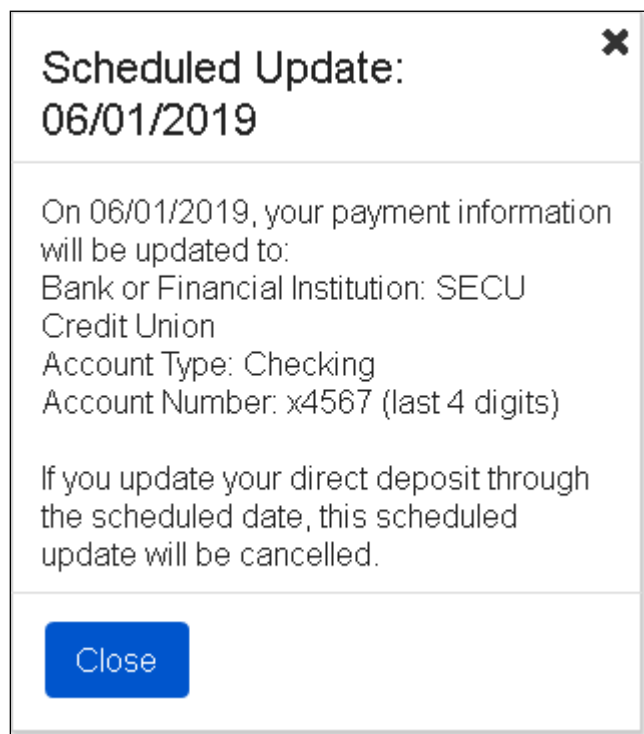 Scheduled Update:
06/01/2019
On 06/01/2019, your payment information
will be updated to:
Bank or Financial Institution: SECU
Credit Union
Account Type: Checking
Account Number: x4567 (last 4 digits)
If you update your direct deposit through
the scheduled date, this scheduled
update will be cancelled.
Close